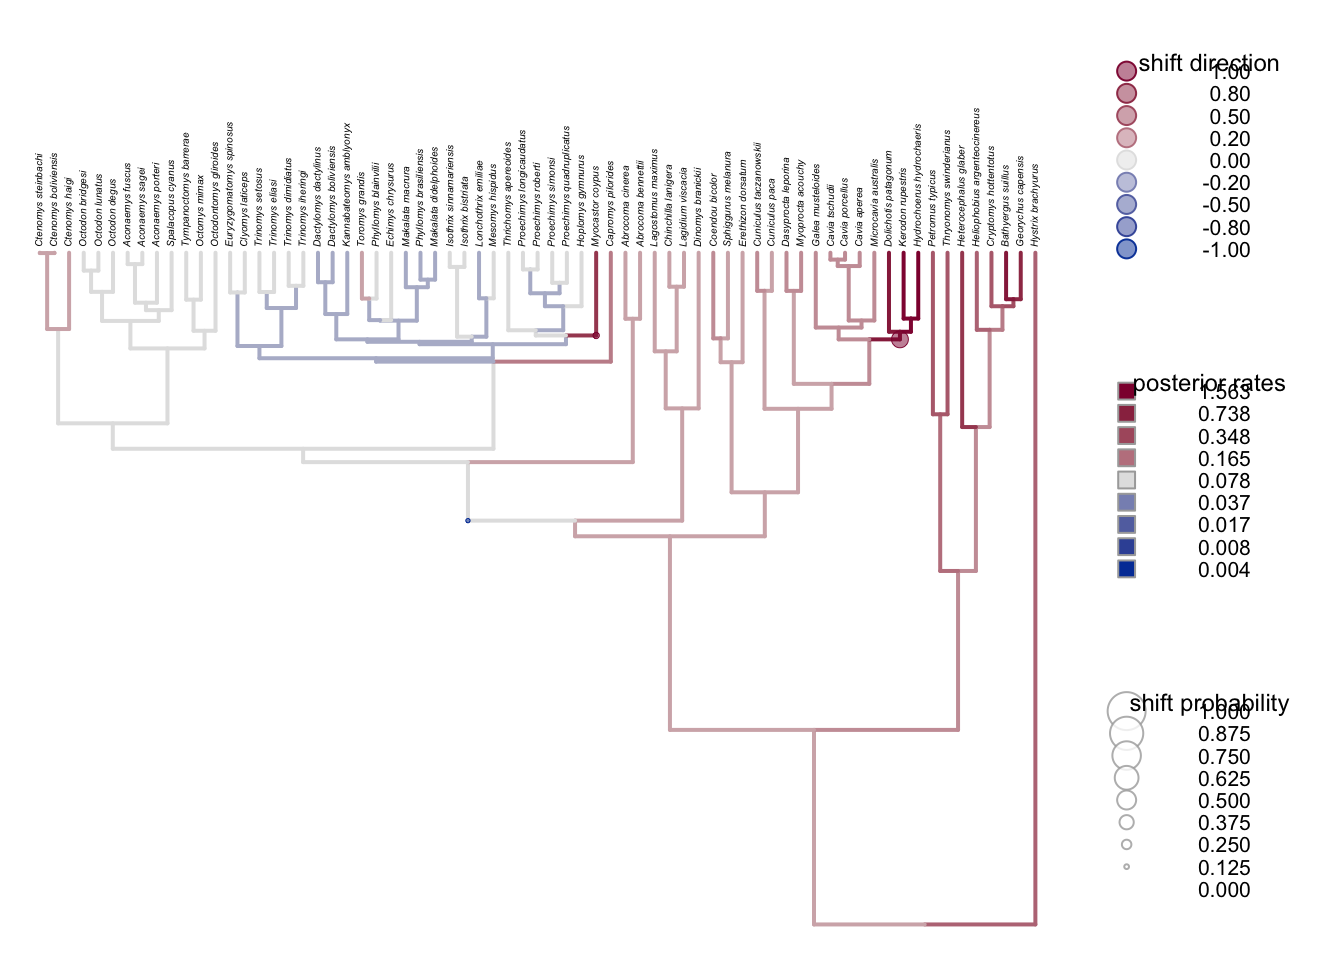 Ctenomys steinbachi
Ctenomys boliviensis
Ctenomys haigi
Octodon bridgesi
Octodon lunatus
Octodon degus
Aconaemys fuscus
Aconaemys sagei
Aconaemys porteri
Spalacopus cyanus
Tympanoctomys barrerae
Octomys mimax
Octodontomys gliroides
Euryzygomatomys spinosus
Clyomys laticeps
Trinomys setosus
Trinomys eliasi
Trinomys dimidiatus
Trinomys iheringi
Dactylomys dactylinus
Dactylomys boliviensis
Kannabateomys amblyonyx
Toromys grandis
Phyllomys blainvilii
Echimys chrysurus
Makalata macrura
Phyllomys brasiliensis
Makalata didelphoides
Isothrix sinnamariensis
Isothrix bistriata
Lonchothrix emiliae
Mesomys hispidus
Thrichomys apereoides
Proechimys longicaudatus
Proechimys roberti
Proechimys simonsi
Proechimys quadruplicatus
Hoplomys gymnurus
Myocastor coypus
Capromys pilorides
Abrocoma cinerea
Abrocoma bennettii
Lagostomus maximus
Chinchilla lanigera
Lagidium viscacia
Dinomys branickii
Coendou bicolor
Sphiggurus melanura
Erethizon dorsatum
Cuniculus taczanowskii
Cuniculus paca
Dasyprocta leporina
Myoprocta acouchy
Galea musteloides
Cavia tschudii
Cavia porcellus
Cavia aperea
Microcavia australis
Dolichotis patagonum
Kerodon rupestris
Hydrochoerus hydrochaeris
Petromus typicus
Thryonomys swinderianus
Heterocephalus glaber
Heliophobius argenteocinereus
Cryptomys hottentotus
Bathyergus suillus
Georychus capensis
Hystrix brachyurus
shift direction
1.00
0.80
0.50
0.20
0.00
-0.20
-0.50
-0.80
-1.00
posterior rates
1.563
0.738
0.348
0.165
0.078
0.037
0.017
0.008
0.004
shift probability
1.000
0.875
0.750
0.625
0.500
0.375
0.250
0.125
0.000